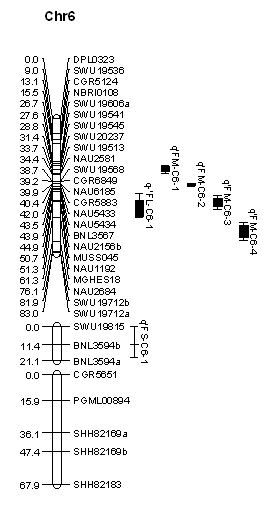 Chr6
0.0 DPL0323
9.0 SWU19536
13.1 CGR5124
15.5 NBRI0108
26.7 SWU19606a
27.6 SWU19541
28.8 SWU19545
31.4 SWU20237
33.7 SWU19513
34.4 NAU2581
38.7 SWU19568
39.2 CGR6849
39.9 NAU6185
40.4 CGR5883
42.0 NAU5433
43.5 NAU5434
43.9 BNL3567
44.9 NAU2156b
50.7 MUSS045
51.3 NAU1192
61.3 MGHES18
76.1 NAU2684
81.9 SWU19712b
83.0 SWU19712a
0.0 SWU19815
11.4 BNL3594b
21.1 BNL3594a
0.0 CGR5651
15.9 PGML00894
36.1 SHH82169a
47.4 SHH82169b
67.9 SHH82183
q-'FL-C6-1
qFM-C6-1
qFM-C6-2
qFM-C6-3
qFM-C6-4
qFS-C6-1